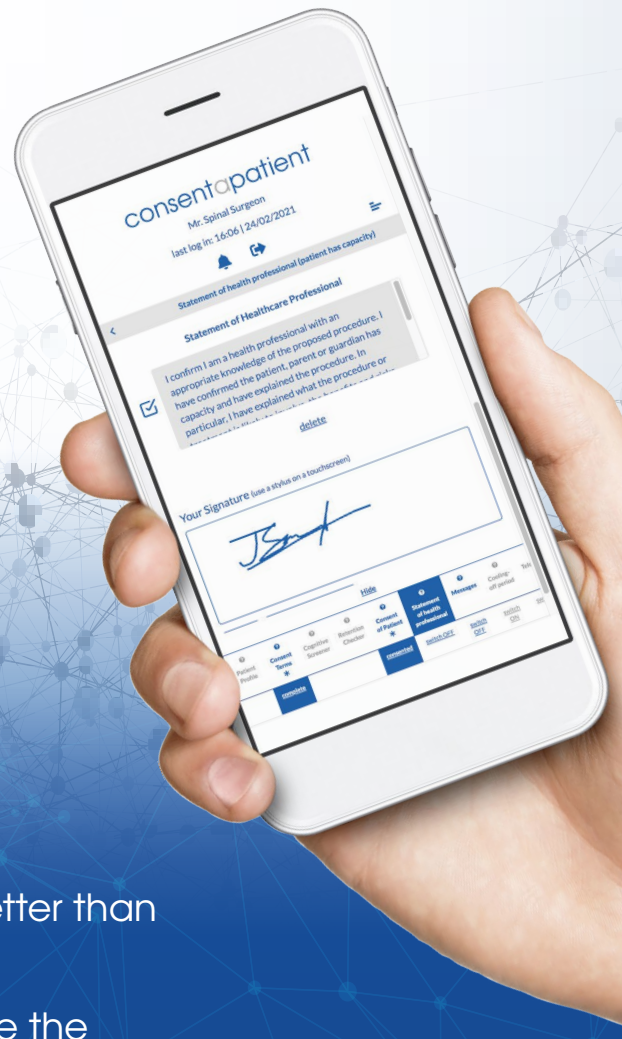 consentapatient
Mr. Spinal Surgeon
last log in: 16:06 | 24/02/2021
Statement of health professional (patient has capacity)
Statement of Healthcare Professional
I confirm I am a health professional with an
appropriate knowledge of the proposed procedure. I
have confirmed the patient, parent or guardian has
capacity and have explained the procedure. In
particular, I have explained what the procedure or
delete
Your Signature (use a stylus on a touchscreen)
Hide
Patient Profile
Consent Terms *
Cognitive Screener
Retention Checker
Consent of Patient *
Statement of health professional
Messages
Cooling-off period
complete
consented
switch OFF
switch OFF
switch ON
etter than
e the